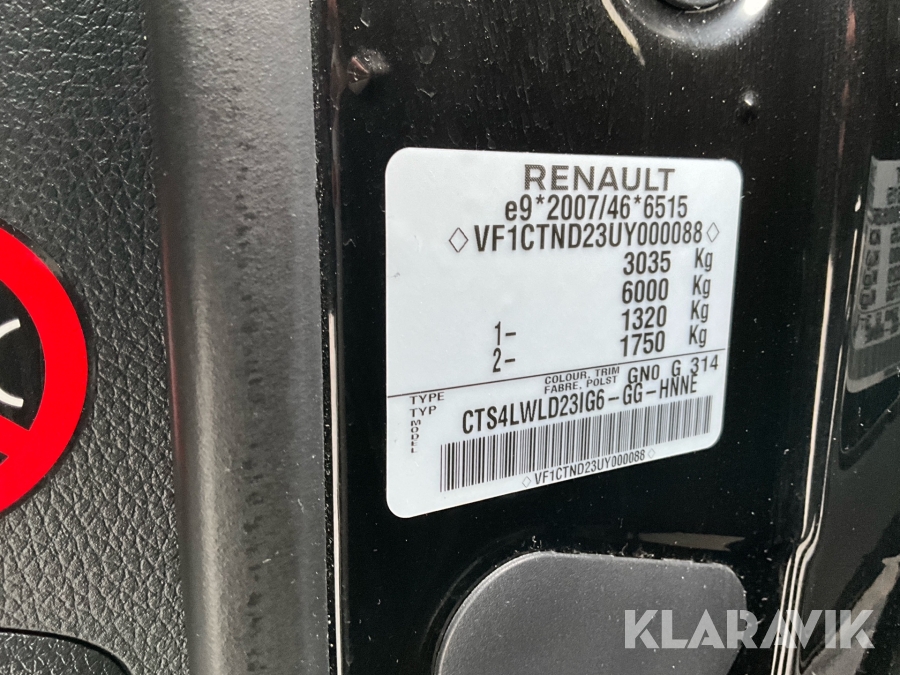 RENAULT
e9*2007/46*6515
◇VF1CTND23UY000088◇
3035 Kg
6000 Kg
1- 1320 Kg
2- 1750 Kg
TYPE COLOUR, TRIM GNO G 314
TYP FABRE, POLST
MODEL CTS4LWLD23IG6-GG-HNNE
◇VF1CTND23UY000088◇
KLARAVIK